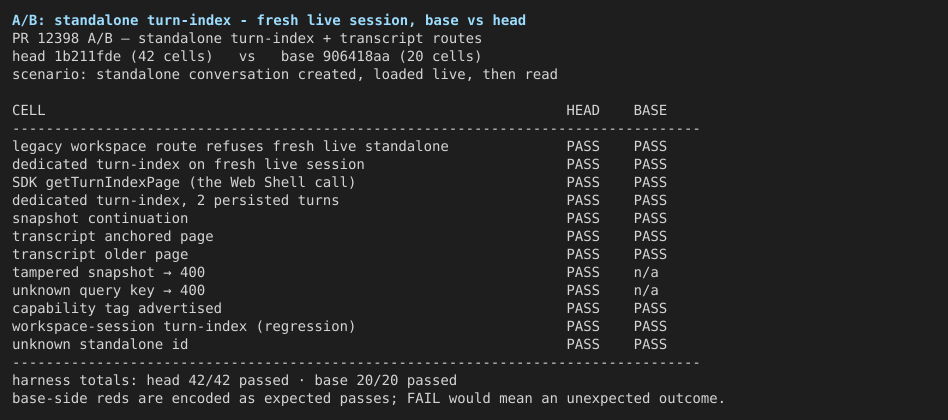 A/B: standalone turn-index - fresh live session, base vs head
PR 12398 A/B — standalone turn-index + transcript routes
head 1b211fde (42 cells)   vs   base 906418aa (20 cells)
scenario: standalone conversation created, loaded live, then read
CELL   HEAD   BASE
------------------------------------------------------------------------------------
legacy workspace route refuses fresh live standalone   PASS   PASS
dedicated turn-index on fresh live session   PASS   PASS
SDK getTurnIndexPage (the Web Shell call)   PASS   PASS
dedicated turn-index, 2 persisted turns   PASS   PASS
snapshot continuation   PASS   PASS
transcript anchored page   PASS   PASS
transcript older page   PASS   PASS
tampered snapshot → 400   PASS   n/a
unknown query key → 400   PASS   n/a
capability tag advertised   PASS   PASS
workspace-session turn-index (regression)   PASS   PASS
unknown standalone id   PASS   PASS
------------------------------------------------------------------------------------
harness totals: head 42/42 passed · base 20/20 passed
base-side reds are encoded as expected passes; FAIL would mean an unexpected outcome.